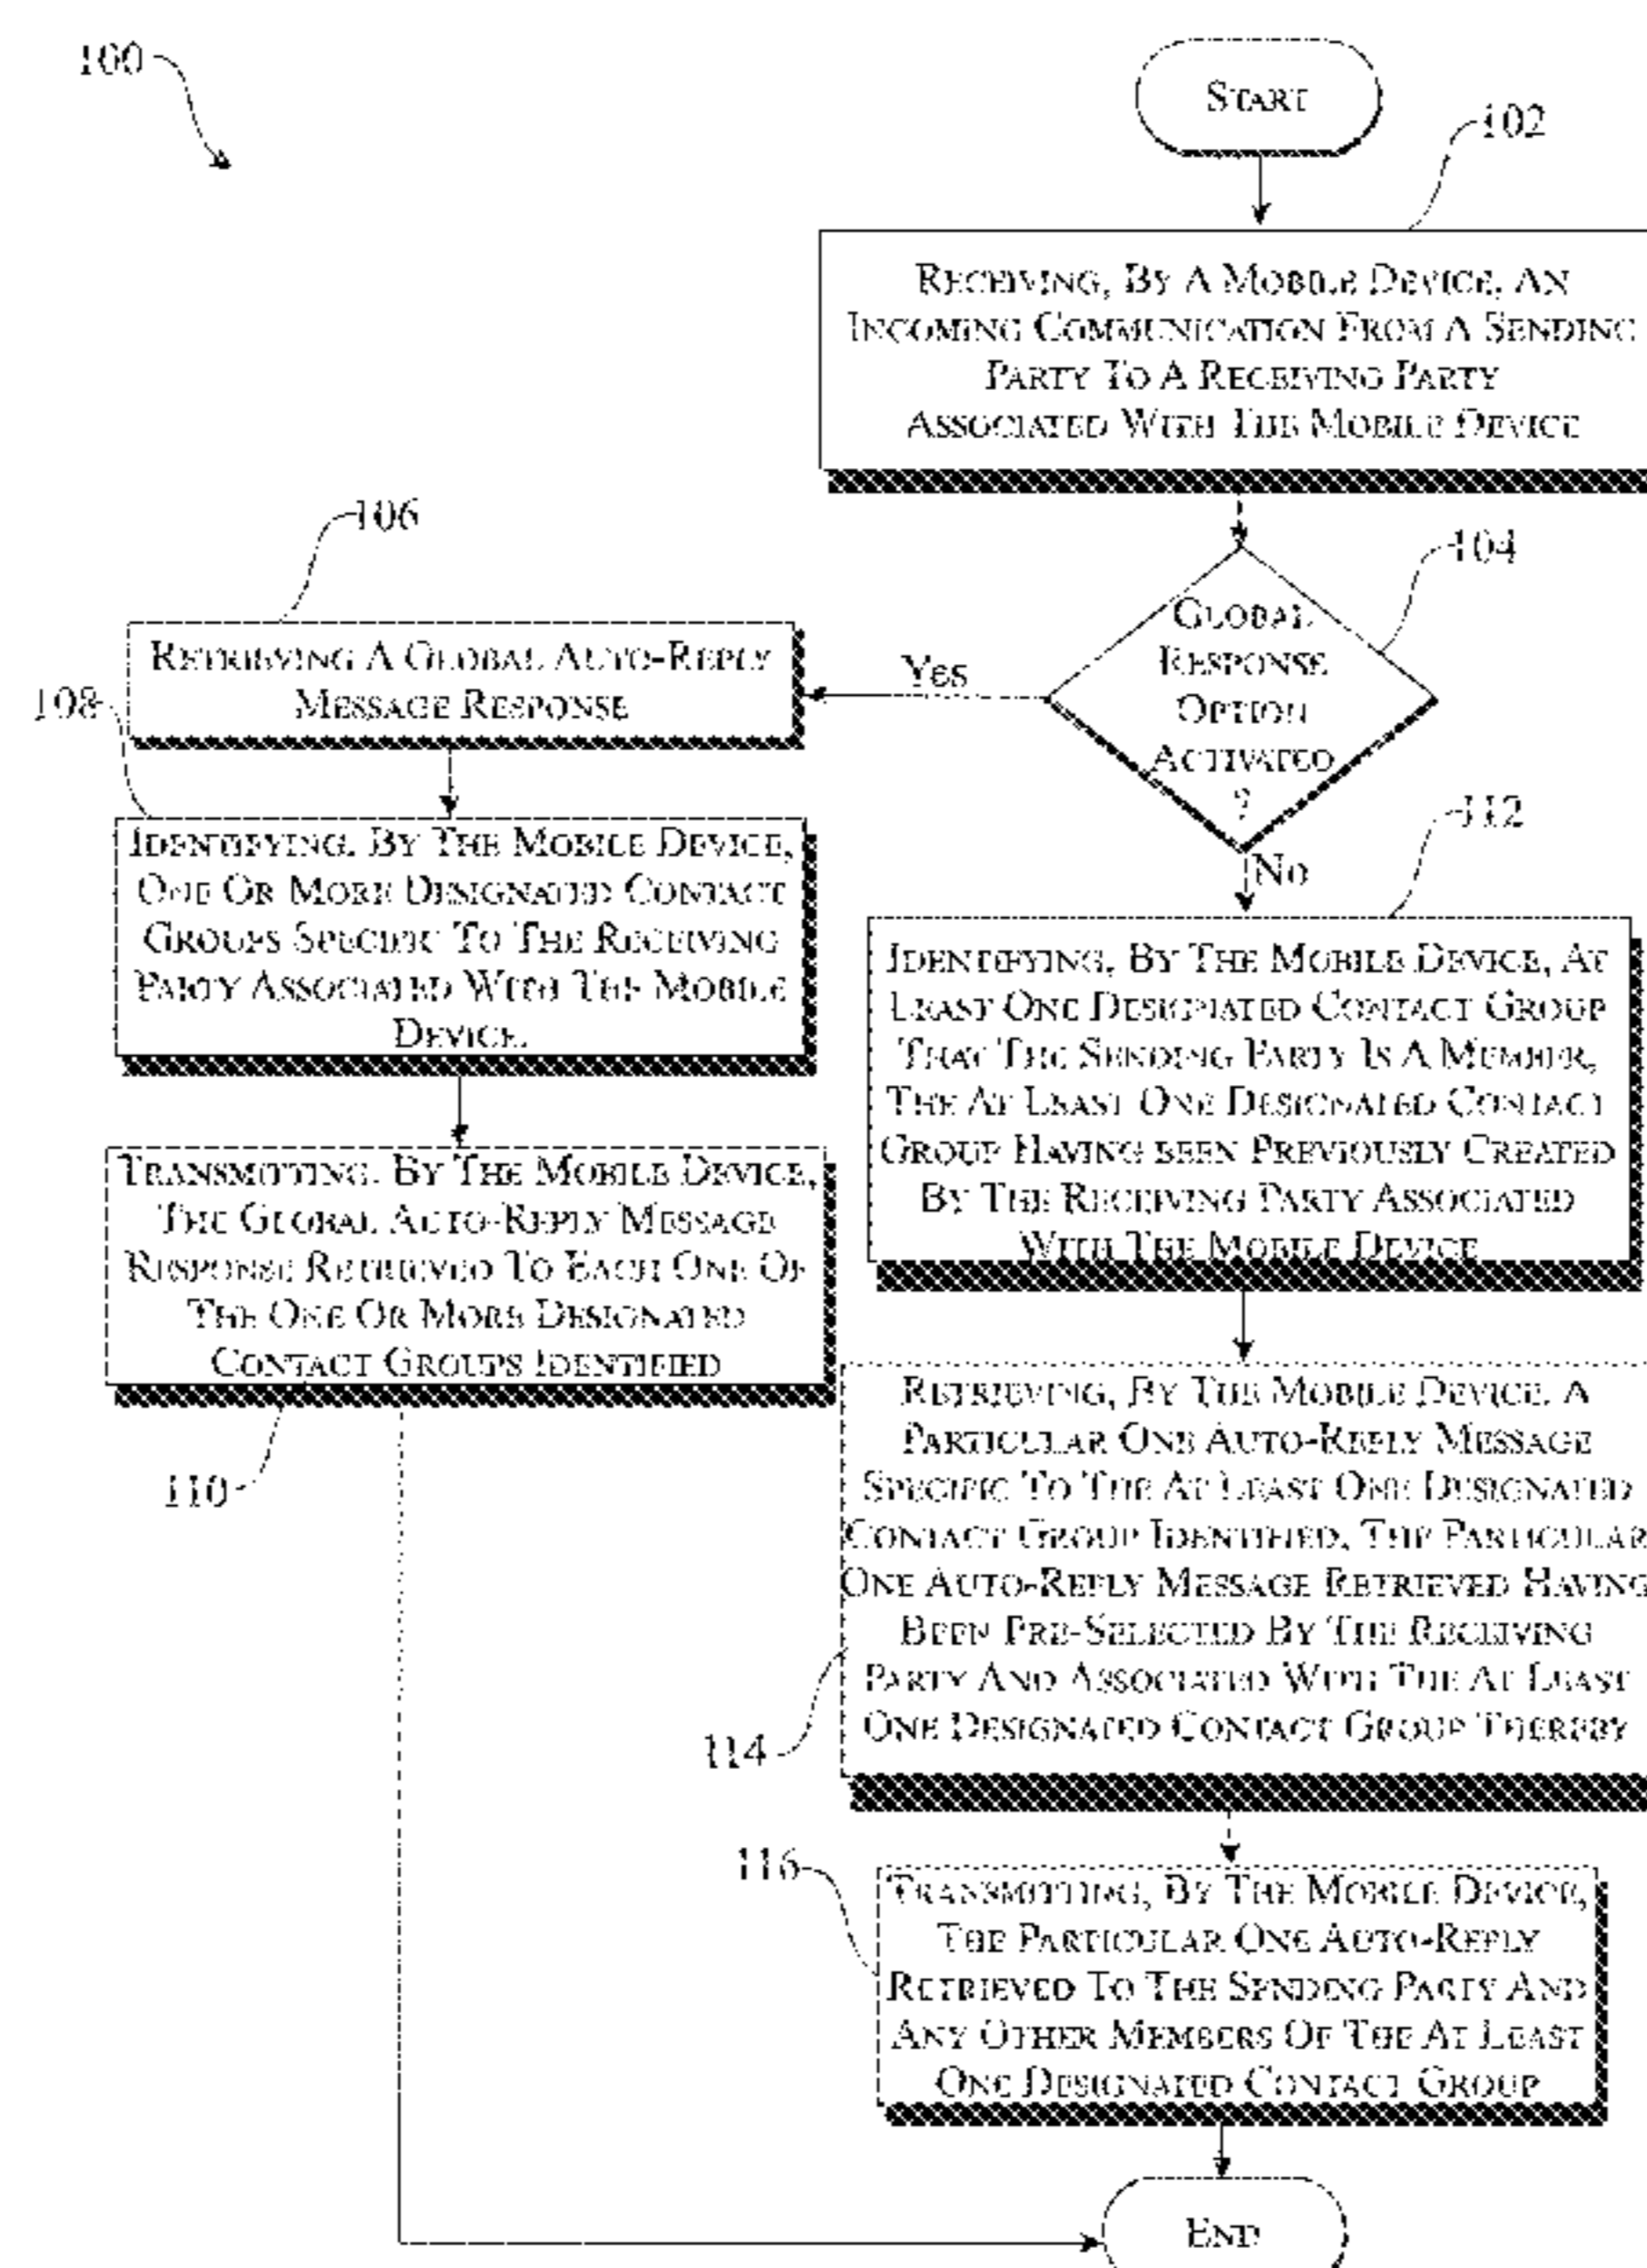 100
START
102
RECEIVING, BY A MOBILE DEVICE, AN
INCOMING COMMUNICATION FROM A SENDING
PARTY TO A RECEIVING PARTY
ASSOCIATED WITH THE MOBILE DEVICE
104
GLOBAL
RESPONSE
OPTION
ACTIVATED
?
Yes
106
RETRIEVING A GLOBAL AUTO-REPLY
MESSAGE RESPONSE
108
IDENTIFYING, BY THE MOBILE DEVICE,
ONE OR MORE DESIGNATED CONTACT
GROUPS SPECIFIC TO THE RECEIVING
PARTY ASSOCIATED WITH THE MOBILE
DEVICE.
TRANSMITTING, BY THE MOBILE DEVICE,
THE GLOBAL AUTO-REPLY MESSAGE
RESPONSE RETRIEVED TO EACH ONE OF
THE ONE OR MORE DESIGNATED
CONTACT GROUPS IDENTIFIED
110
No
112
IDENTIFYING, BY THE MOBILE DEVICE, AT
LEAST ONE DESIGNATED CONTACT GROUP
THAT THE SENDING PARTY IS A MEMBER,
THE AT LEAST ONE DESIGNATED CONTACT
GROUP HAVING BEEN PREVIOUSLY CREATED
BY THE RECEIVING PARTY ASSOCIATED
WITH THE MOBILE DEVICE
RETRIEVING, BY THE MOBILE DEVICE, A
PARTICULAR ONE AUTO-REPLY MESSAGE
SPECIFIC TO THE AT LEAST ONE DESIGNATED
CONTACT GROUP IDENTIFIED, THE PARTICULAR
ONE AUTO-REPLY MESSAGE RETRIEVED HAVING
BEEN PRE-SELECTED BY THE RECEIVING
PARTY AND ASSOCIATED WITH THE AT LEAST
ONE DESIGNATED CONTACT GROUP THEREBY
114
116
TRANSMITTING, BY THE MOBILE DEVICE,
THE PARTICULAR ONE AUTO-REPLY
RETRIEVED TO THE SENDING PARTY AND
ANY OTHER MEMBERS OF THE AT LEAST
ONE DESIGNATED CONTACT GROUP
END